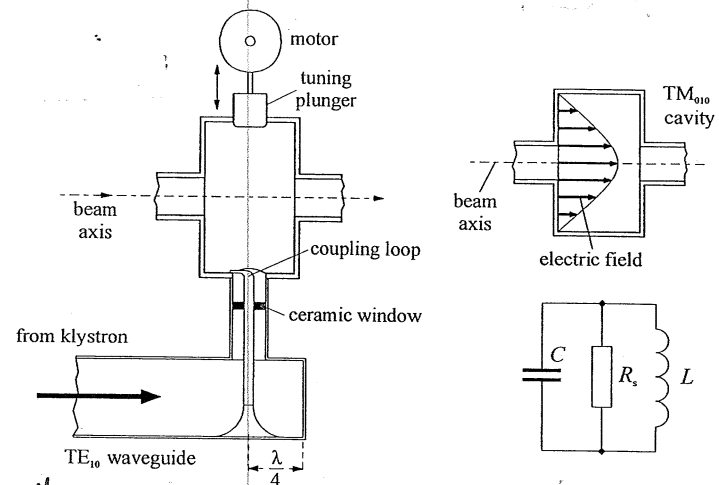 motor
tuning
plunger
beam
axis
coupling loop
ceramic window
from klystron
TE₁₀ waveguide
λ
4
TM₀₁₀
cavity
beam
axis
electric field
C
Rₛ
L